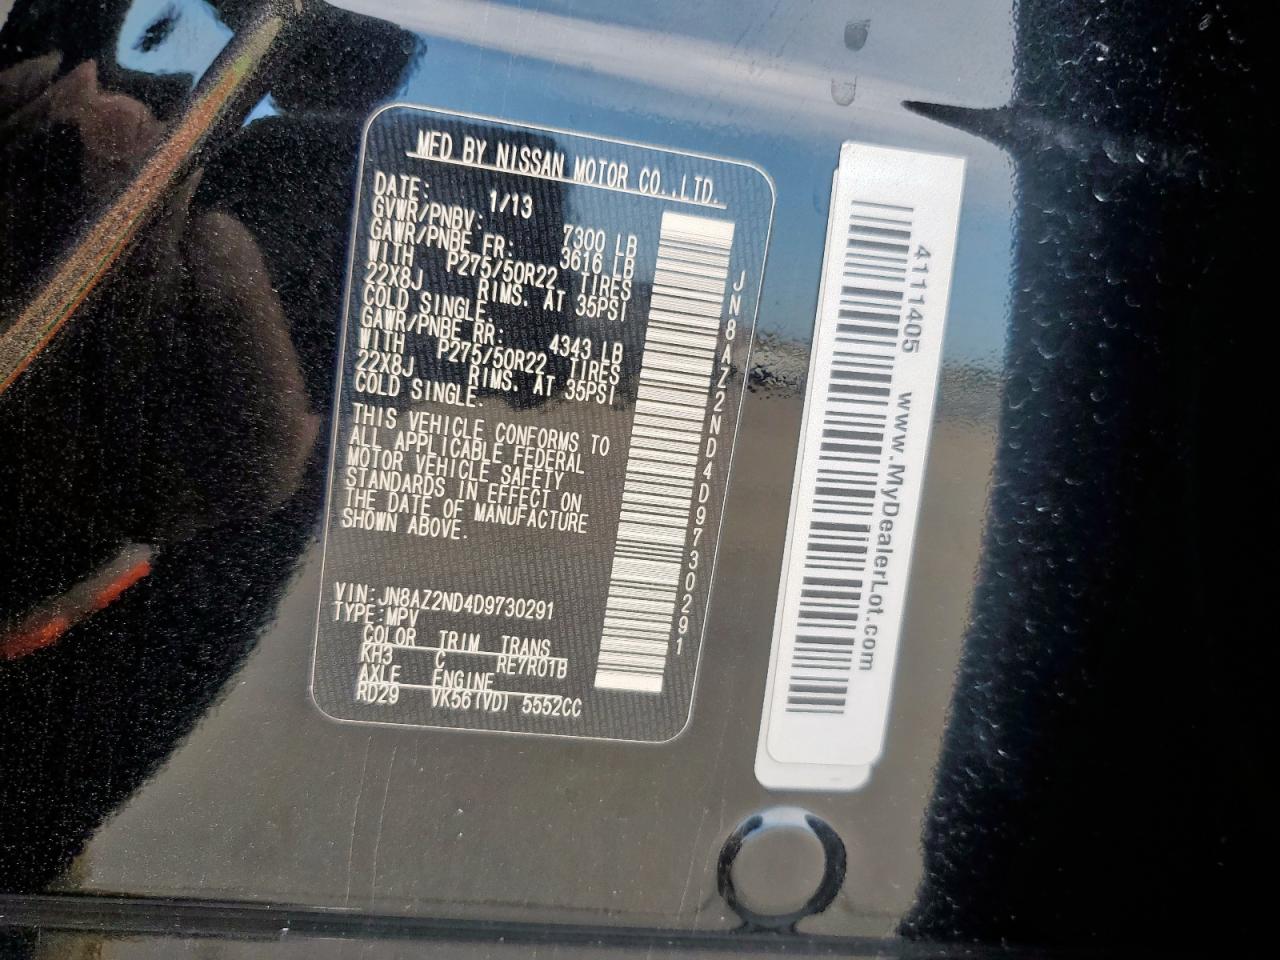 MFD BY NISSAN MOTOR CO.,LTD.
DATE: 1/13
GVWR/PNBV: 7300 LB
GAWR/PNBE FR: 3616 LB
WITH P275/50R22 TIRES
22X8J RIMS. AT 35PSI
COLD SINGLE.
GAWR/PNBE RR: 4343 LB
WITH P275/50R22 TIRES
22X8J RIMS. AT 35PSI
COLD SINGLE.
THIS VEHICLE CONFORMS TO
ALL APPLICABLE FEDERAL
MOTOR VEHICLE SAFETY
STANDARDS IN EFFECT ON
THE DATE OF MANUFACTURE
SHOWN ABOVE.
VIN:JN8AZ2ND4D9730291
TYPE:MPV
COLOR TRIM TRANS
KH3 C RE7R01B
AXLE ENGINE
RD29 VK56(VD) 5552CC
JN8AZ2ND4D9730291
4111405 www.MyDealerLot.com